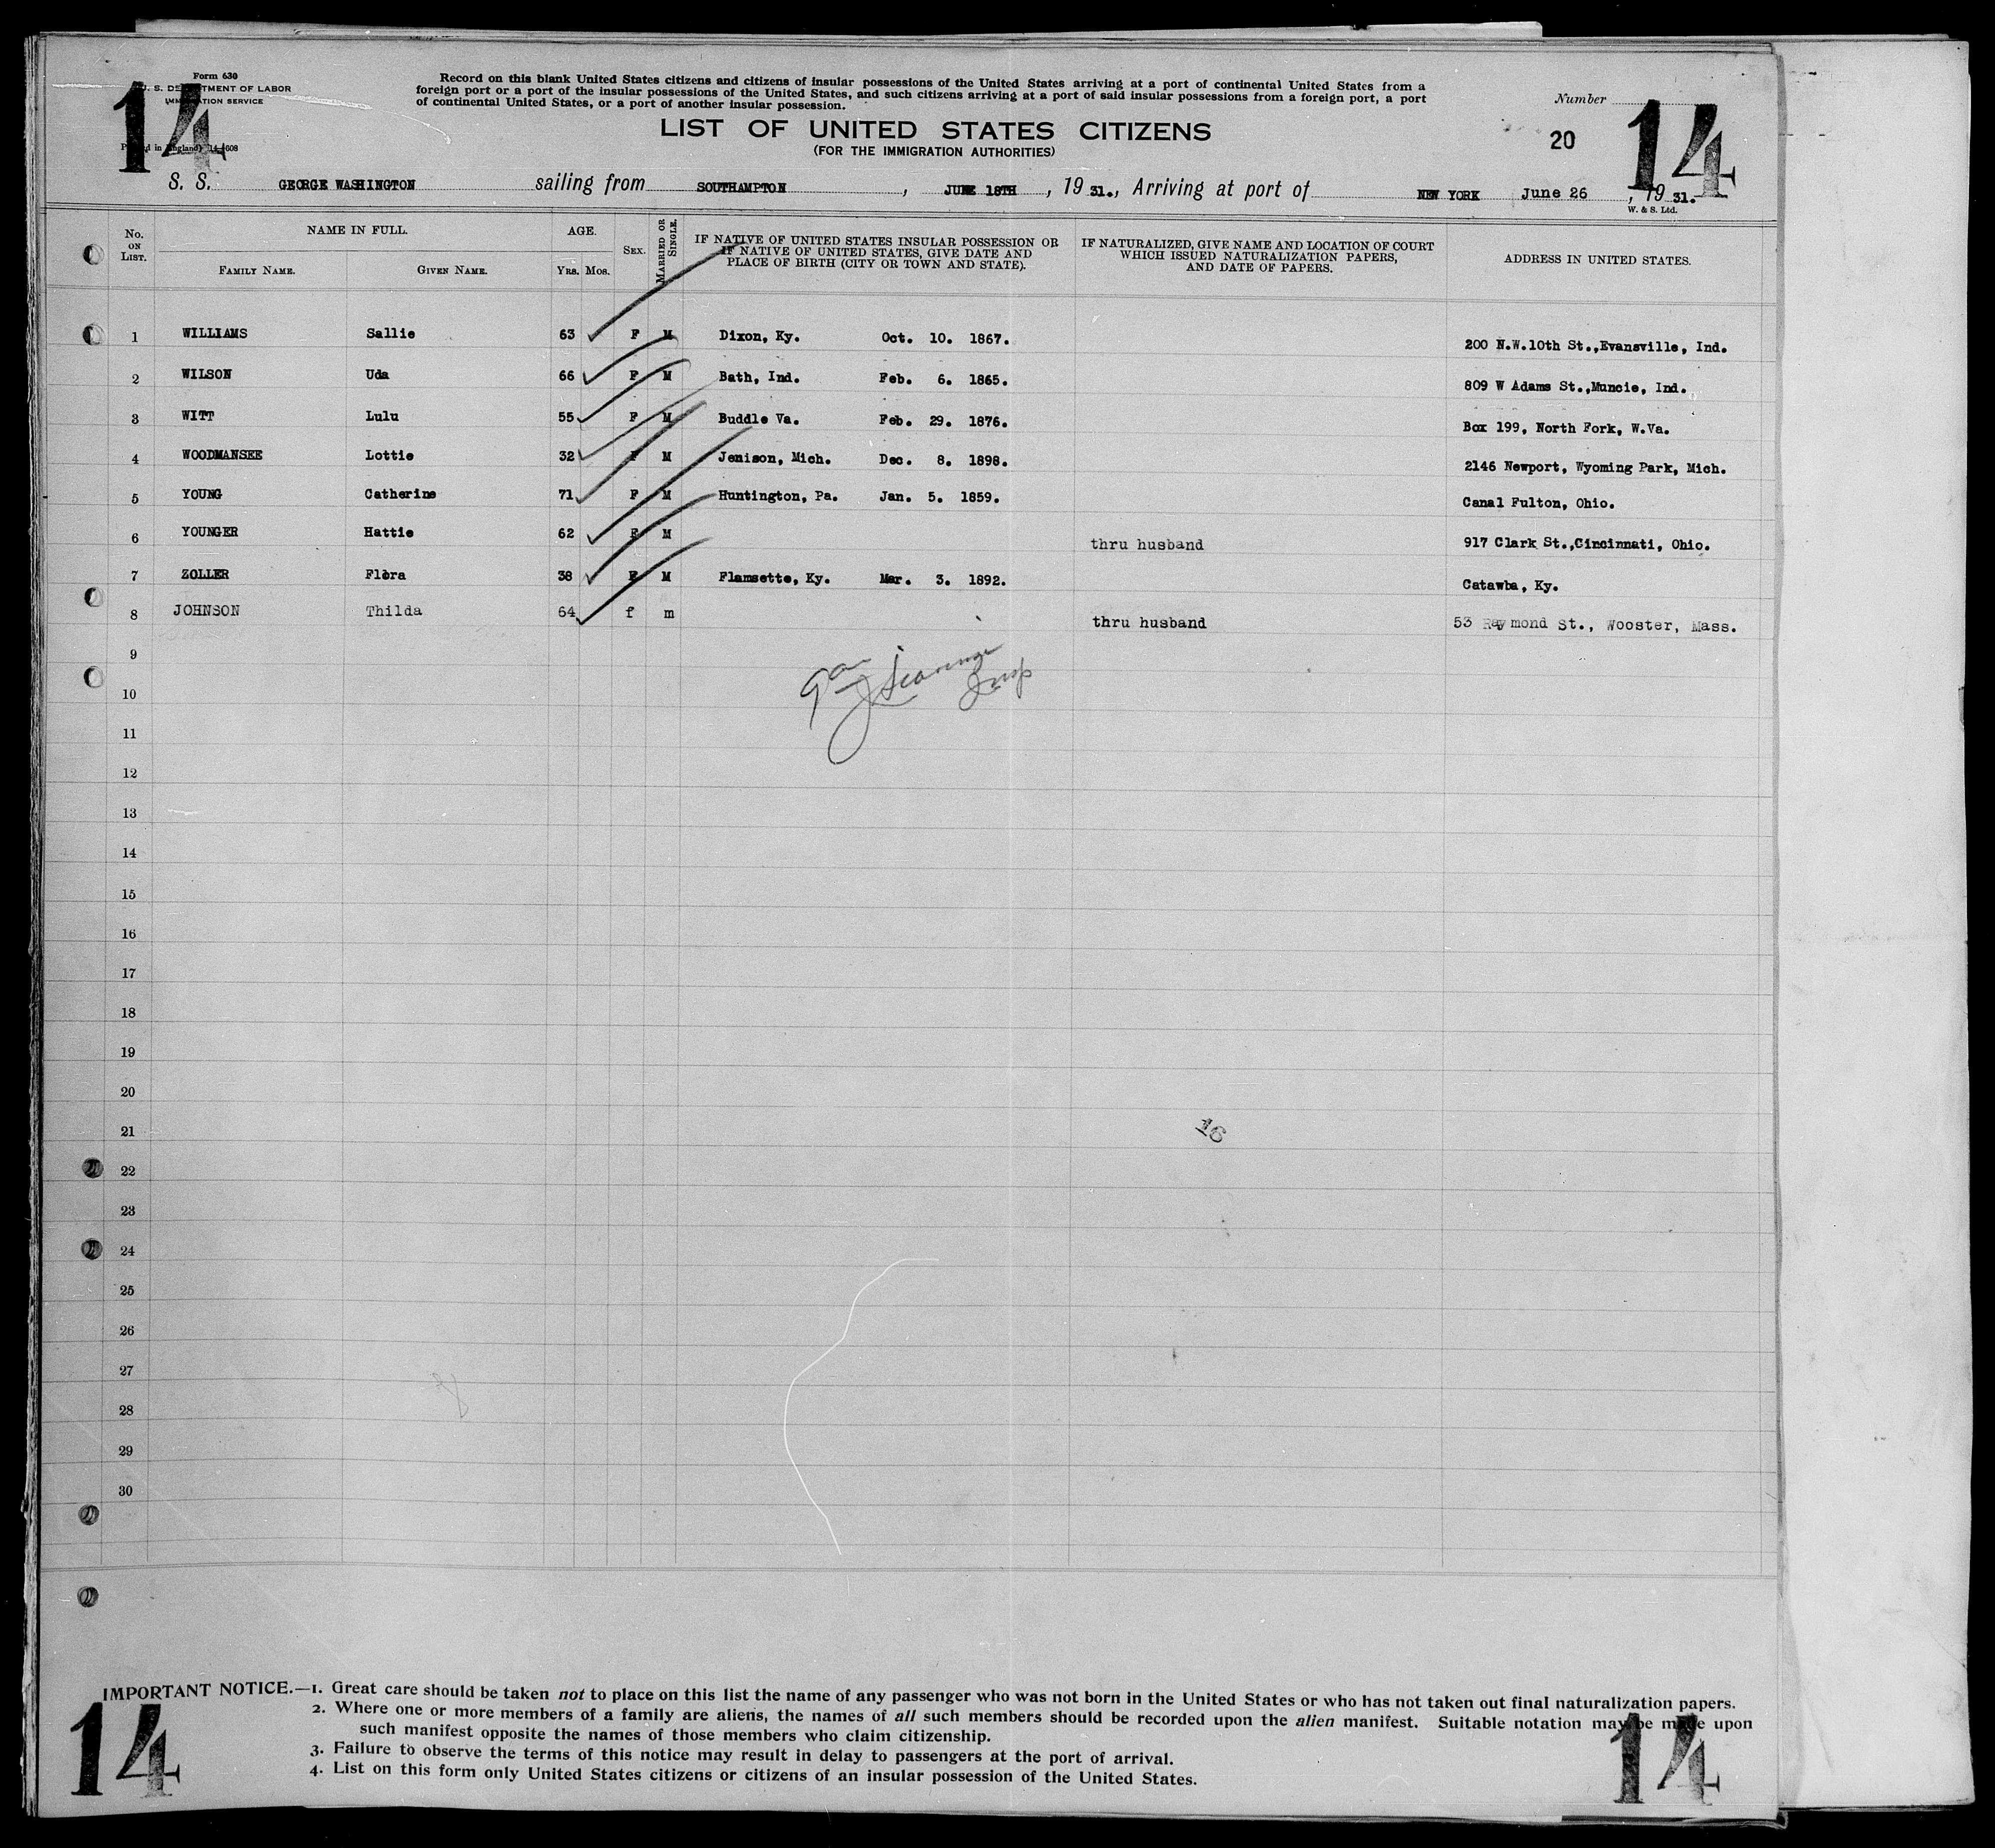 Form 630
U. S. DEPARTMENT OF LABOR
IMMIGRATION SERVICE
14
Record on this blank United States citizens and citizens of insular possessions of the United States arriving at a port of continental United States from a
foreign port or a port of the insular possessions of the United States, and such citizens arriving at a port of said insular possessions from a foreign port, a port
of continental United States, or a port of another insular possession.
Number
14
20
LIST OF UNITED STATES CITIZENS
(FOR THE IMMIGRATION AUTHORITIES)
S. S. GEORGE WASHINGTON sailing from SOUTHAMPTON, JUNE 18TH, 19 31., Arriving at port of NEW YORK June 26, 19 31.
W. & S. Ltd.
No. ON LIST. NAME IN FULL. AGE. SEX. MARRIED OR SINGLE. IF NATIVE OF UNITED STATES INSULAR POSSESSION OR IF NATIVE OF UNITED STATES, GIVE DATE AND PLACE OF BIRTH (CITY OR TOWN AND STATE). IF NATURALIZED, GIVE NAME AND LOCATION OF COURT WHICH ISSUED NATURALIZATION PAPERS, AND DATE OF PAPERS. ADDRESS IN UNITED STATES.
FAMILY NAME. GIVEN NAME. YRS. MOS.
1 WILLIAMS Sallie 63 F M Dixon, Ky. Oct. 10. 1867. 200 N.W.10th St.,Evansville, Ind.
2 WILSON Uda 66 F M Bath, Ind. Feb. 6. 1865. 809 W Adams St.,Muncie, Ind.
3 WITT Lulu 55 F M Buddle Va. Feb. 29. 1876. Box 199, North Fork, W.Va.
4 WOODMANSEE Lottie 32 F M Jenison, Mich. Dec. 8. 1898. 2146 Newport, Wyoming Park, Mich.
5 YOUNG Catherine 71 F M Huntington, Pa. Jan. 5. 1859. Canal Fulton, Ohio.
6 YOUNGER Hattie 62 F M thru husband 917 Clark St.,Cincinnati, Ohio.
7 ZOLLER Flora 38 F M Flamsette, Ky. Mar. 3. 1892. Catawba, Ky.
8 JOHNSON Thilda 64 f m thru husband 53 Raymond St., Wooster, Mass.
9
10
11
12
13
14
15
16
17
18
19
20
21
16
22
23
24
25
26
27
28
29
30
IMPORTANT NOTICE.—1. Great care should be taken not to place on this list the name of any passenger who was not born in the United States or who has not taken out final naturalization papers.
2. Where one or more members of a family are aliens, the names of all such members should be recorded upon the alien manifest. Suitable notation may be made upon
such manifest opposite the names of those members who claim citizenship.
3. Failure to observe the terms of this notice may result in delay to passengers at the port of arrival.
4. List on this form only United States citizens or citizens of an insular possession of the United States.
14
14